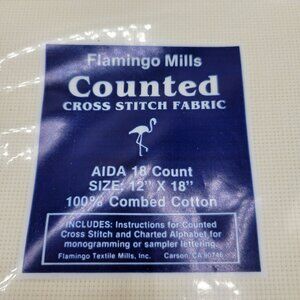 Flamingo Mills
Counted
CROSS STITCH FABRIC
AIDA 18 Count
SIZE: 12" X 18"
100% Combed Cotton
INCLUDES: Instructions for Counted
Cross Stitch and Charted Alphabet for
monogramming or sampler lettering.
Flamingo Textile Mills, Inc. Carson, CA 90746